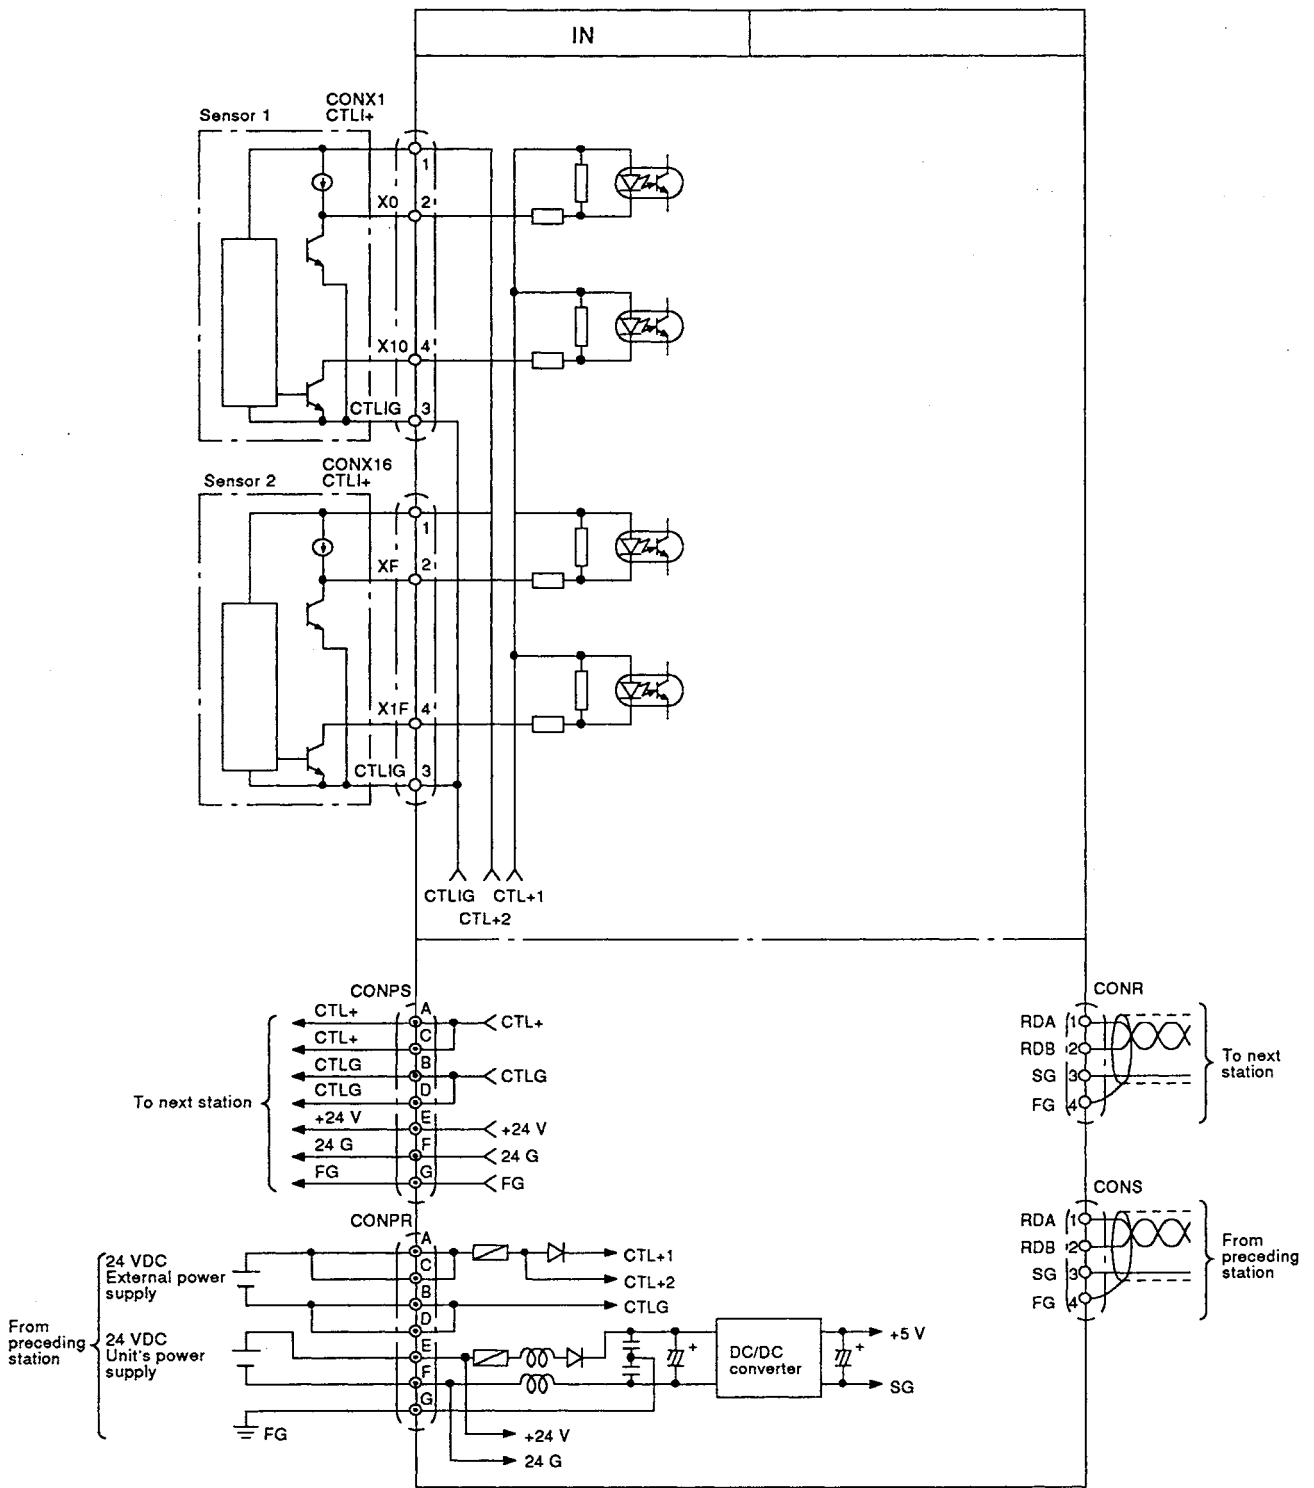 IN
CONX1
Sensor 1 CTLI+
1
X0 2
X10 4
CTLIG 3
CONX16
Sensor 2 CTLI+
1
XF 2
X1F 4
CTLIG 3
CTLIG CTL+1
CTL+2
CONPS
CTL+ A CTL+
CTL+ C
CTLG B CTLG
CTLG D
+24 V E +24 V
24 G F 24 G
FG G FG
To next station
CONR
RDA 1
RDB 2
SG 3
FG 4
To next
station
CONPR
A CTL+1
C CTL+2
B CTLG
D
E
F
G
24 VDC
External power
supply
24 VDC
Unit's power
supply
From
preceding
station
FG
+
DC/DC
converter
+
+5 V
SG
+24 V
24 G
CONS
RDA 1
RDB 2
SG 3
FG 4
From
preceding
station